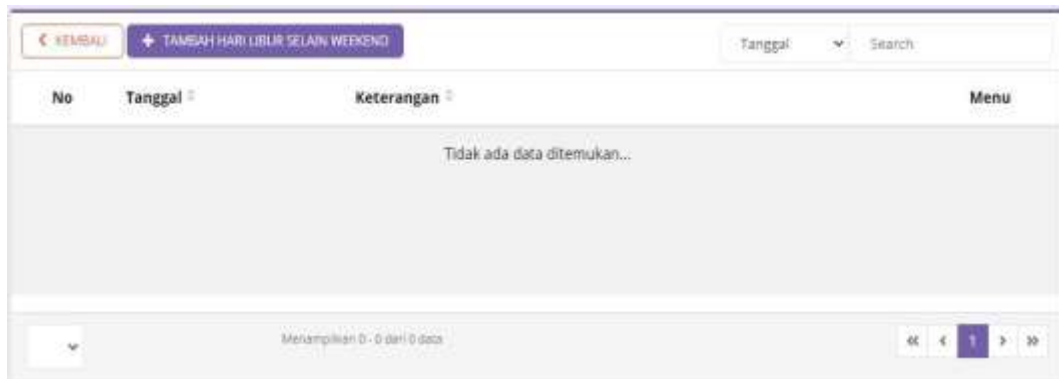 KEMBALI
+ TAMBAH HARI LIBUR SELAIN WEEKEND
Tanggal
Search
No Tanggal Keterangan Menu
Tidak ada data ditemukan...
Menampilkan 0 - 0 dari 0 data
« ‹ 1 › »